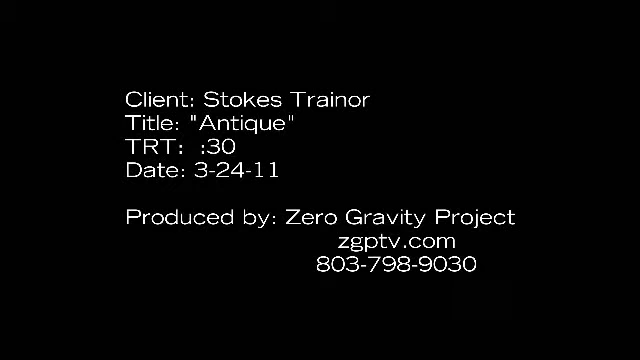 Client: Stokes Trainor
Title: "Antique"
TRT: :30
Date: 3-24-11
Produced by: Zero Gravity Project
zgptv.com
803-798-9030